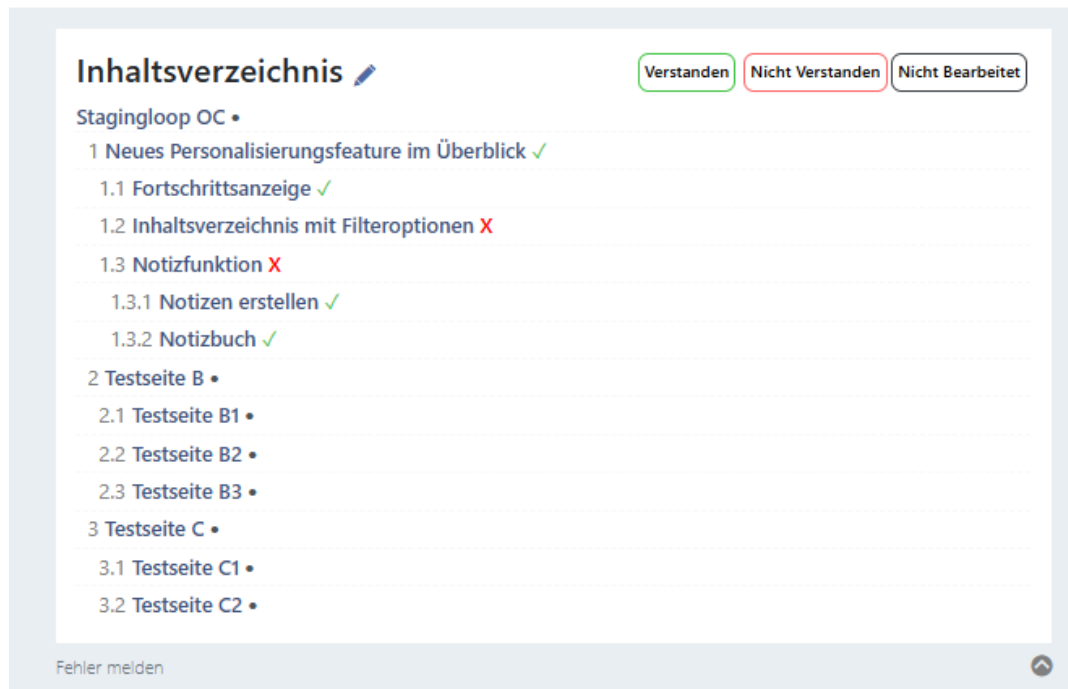 Inhaltsverzeichnis
Verstanden Nicht Verstanden Nicht Bearbeitet
Stagingloop OC •
1 Neues Personalisierungsfeature im Überblick ✓
1.1 Fortschrittsanzeige ✓
1.2 Inhaltsverzeichnis mit Filteroptionen X
1.3 Notizfunktion X
1.3.1 Notizen erstellen ✓
1.3.2 Notizbuch ✓
2 Testseite B •
2.1 Testseite B1 •
2.2 Testseite B2 •
2.3 Testseite B3 •
3 Testseite C •
3.1 Testseite C1 •
3.2 Testseite C2 •
Fehler melden